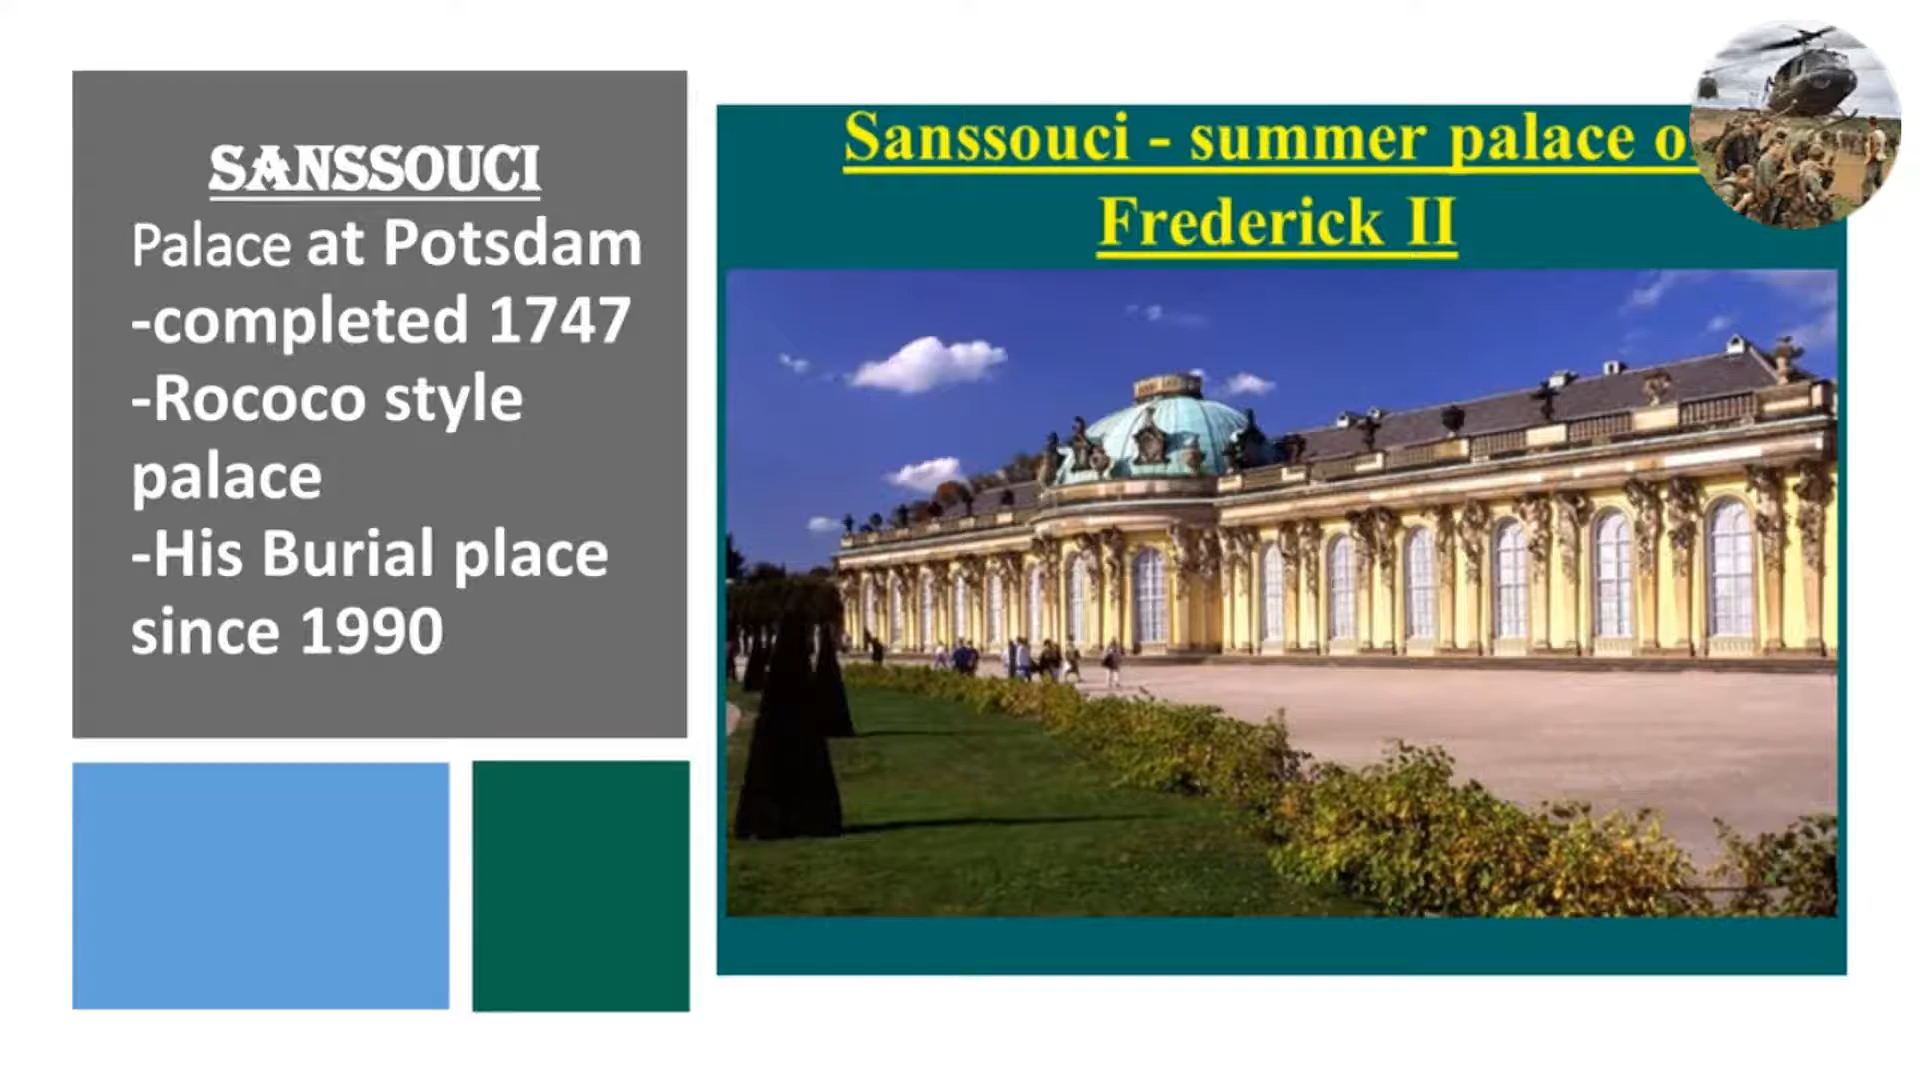 SANSSOUCI
Palace at Potsdam
-completed 1747
-Rococo style
palace
-His Burial place
since 1990
Sanssouci - summer palace
Frederick II